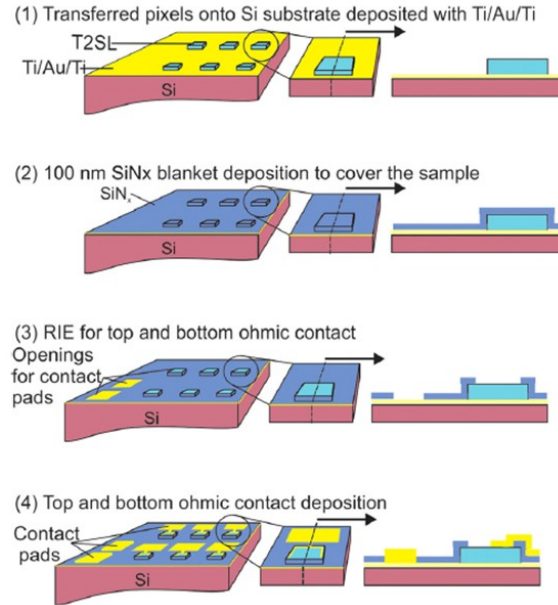 (1) Transferred pixels onto Si substrate deposited with Ti/Au/Ti
T2SL
Ti/Au/Ti
Si
(2) 100 nm SiNx blanket deposition to cover the sample
SiNₓ
Si
(3) RIE for top and bottom ohmic contact
Openings
for contact
pads
Si
(4) Top and bottom ohmic contact deposition
Contact
pads
Si